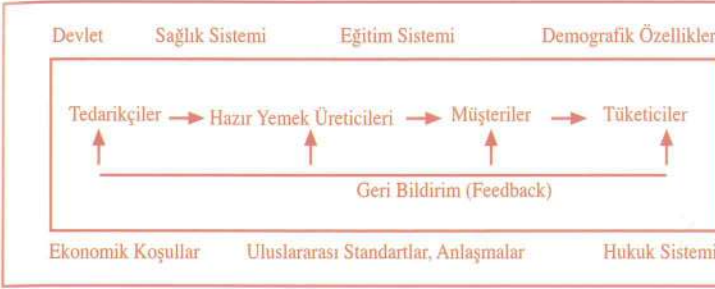 Devlet Sağlık Sistemi Eğitim Sistemi Demografik Özellikler
Tedarikçiler Hazır Yemek Üreticileri Müşteriler Tüketiciler
Geri Bildirim (Feedback)
Ekonomik Koşullar Uluslararası Standartlar, Anlaşmalar Hukuk Sistemi